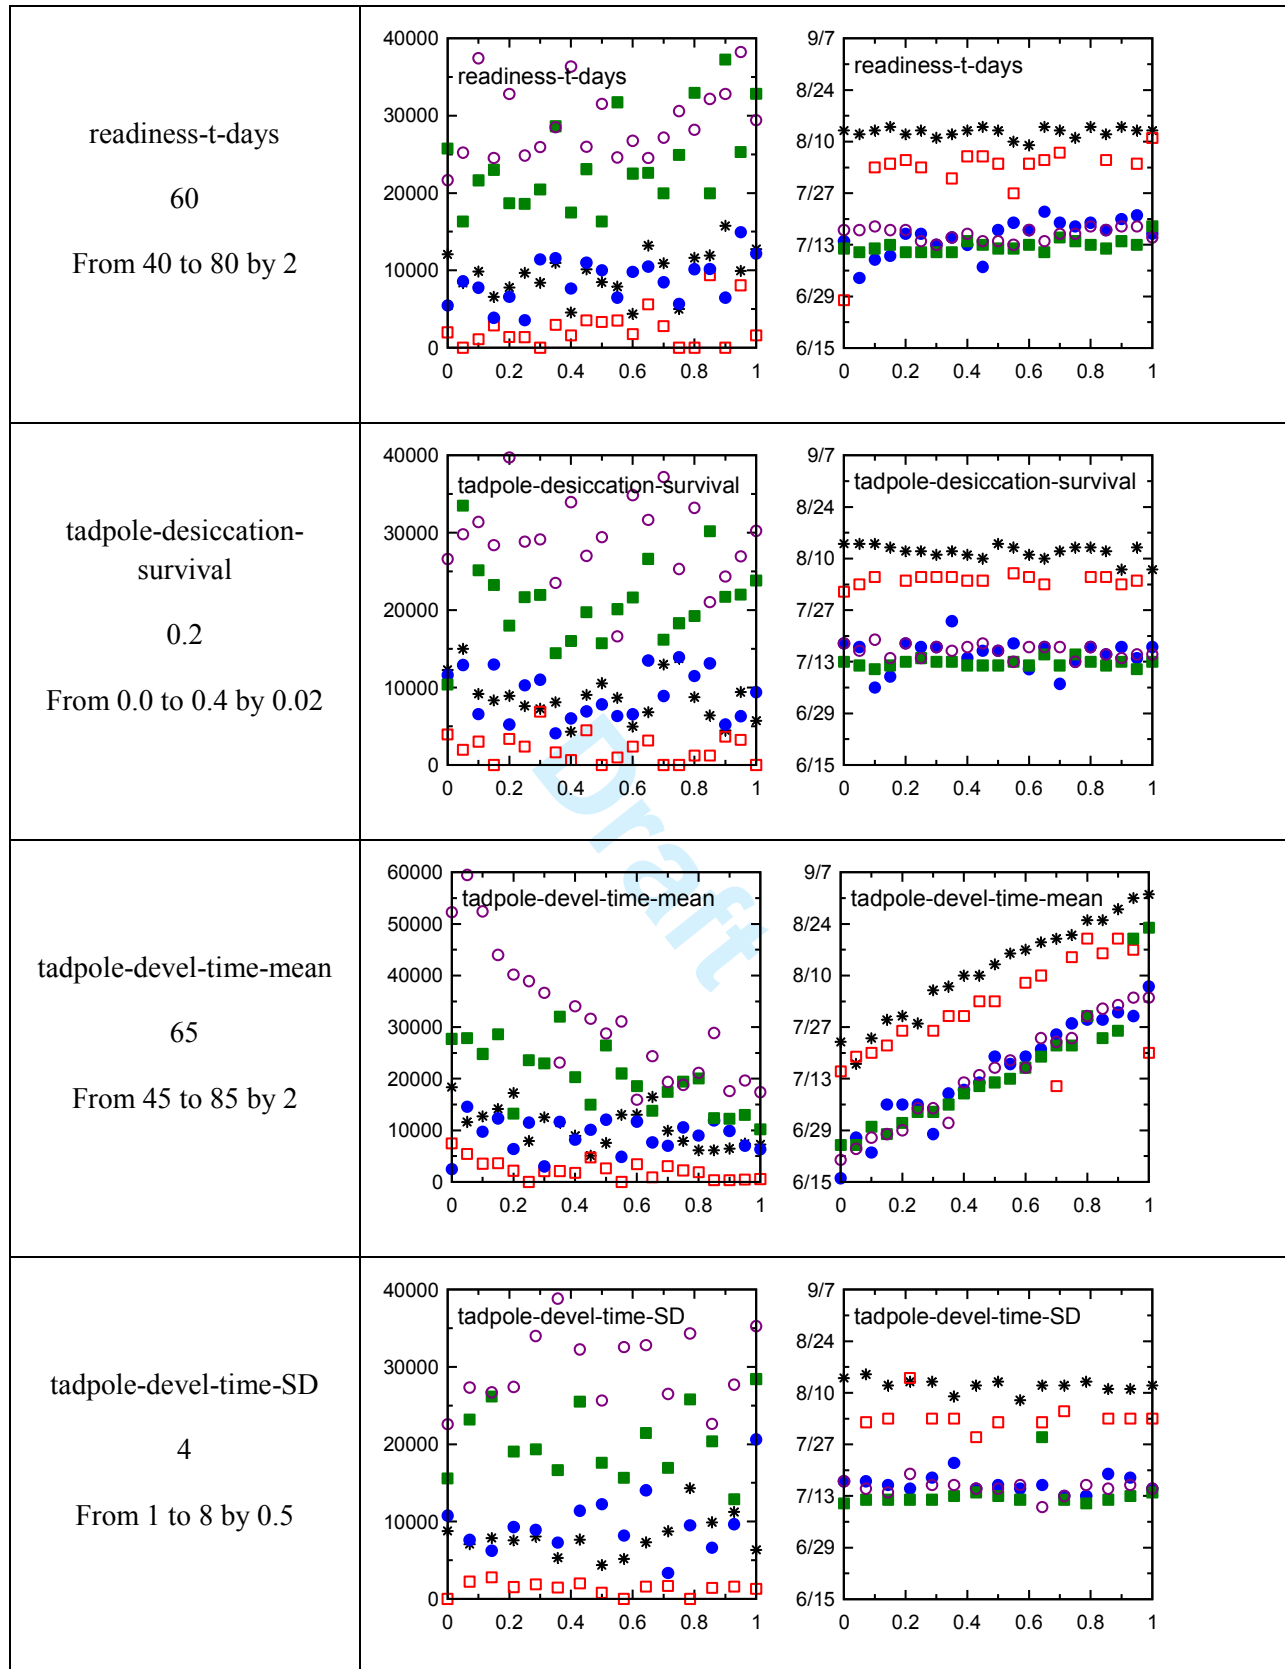 readiness-t-days
60
From 40 to 80 by 2
40000
30000
20000
10000
0
0 0.2 0.4 0.6 0.8 1
readiness-t-days
9/7
8/24
8/10
7/27
7/13
6/29
6/15
0 0.2 0.4 0.6 0.8 1
readiness-t-days
tadpole-desiccation-
survival
0.2
From 0.0 to 0.4 by 0.02
40000
30000
20000
10000
0
0 0.2 0.4 0.6 0.8 1
tadpole-desiccation-survival
9/7
8/24
8/10
7/27
7/13
6/29
6/15
0 0.2 0.4 0.6 0.8 1
tadpole-desiccation-survival
tadpole-devel-time-mean
65
From 45 to 85 by 2
60000
50000
40000
30000
20000
10000
0
0 0.2 0.4 0.6 0.8 1
tadpole-devel-time-mean
9/7
8/24
8/10
7/27
7/13
6/29
6/15
0 0.2 0.4 0.6 0.8 1
tadpole-devel-time-mean
tadpole-devel-time-SD
4
From 1 to 8 by 0.5
40000
30000
20000
10000
0
0 0.2 0.4 0.6 0.8 1
tadpole-devel-time-SD
9/7
8/24
8/10
7/27
7/13
6/29
6/15
0 0.2 0.4 0.6 0.8 1
tadpole-devel-time-SD
Draft